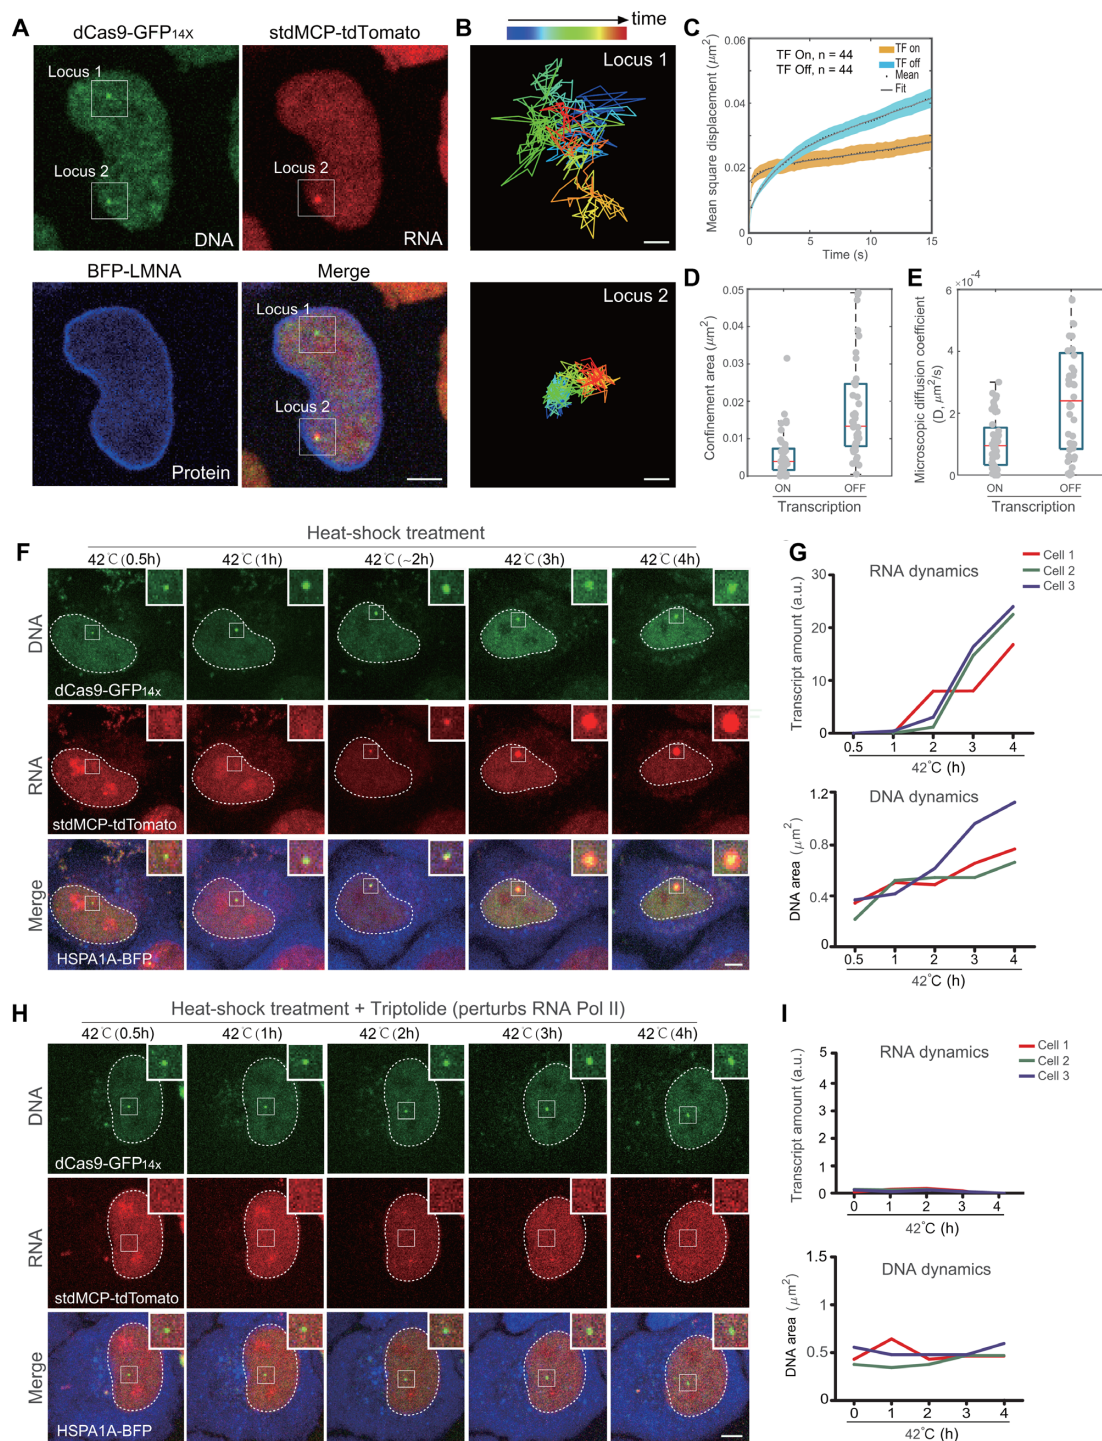 A
dCas9-GFP14X
stdMCP-tdTomato
Locus 1
Locus 2
DNA
RNA
BFP-LMNA
Merge
Locus 1
Locus 2
Protein
B
time
Locus 1
Locus 2
C
Mean square displacement (μm²)
0.06
0.04
0.02
0
TF On, n = 44
TF Off, n = 44
TF on
TF off
Mean
Fit
0
5
10
15
Time (s)
D
Confinement area (μm²)
0.05
0.04
0.03
0.02
0.01
0
ON
OFF
Transcription
E
Microscopic diffusion coefficient
(D, μm²/s)
6
×10⁻⁴
4
2
0
ON
OFF
Transcription
F
Heat-shock treatment
42℃(0.5h)
42℃(1h)
42℃(~2h)
42℃(3h)
42℃(4h)
DNA
dCas9-GFP14x
RNA
stdMCP-tdTomato
Merge
HSPA1A-BFP
G
Cell 1
Cell 2
Cell 3
RNA dynamics
Transcript amount (a.u.)
30
20
10
0
0.5
1
2
3
4
42°C (h)
DNA dynamics
DNA area (μm²)
1.2
0.8
0.4
0
0.5
1
2
3
4
42°C (h)
H
Heat-shock treatment + Triptolide (perturbs RNA Pol II)
42℃(0.5h)
42℃(1h)
42℃(2h)
42℃(3h)
42℃(4h)
DNA
dCas9-GFP14x
RNA
stdMCP-tdTomato
Merge
HSPA1A-BFP
I
Cell 1
Cell 2
Cell 3
RNA dynamics
Transcript amount (a.u.)
5
4
3
2
1
0
0
1
2
3
4
42°C (h)
DNA dynamics
DNA area (μm²)
1.5
1
0.5
0
0
1
2
3
4
42°C (h)